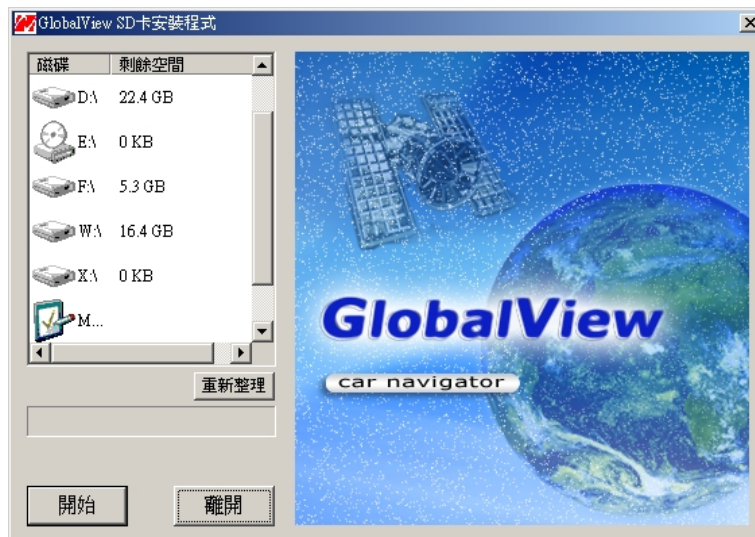 GlobalView SD卡安裝程式
磁碟 剩餘空間
D:\ 22.4 GB
E:\ 0 KB
F:\ 5.3 GB
W:\ 16.4 GB
X:\ 0 KB
M...
重新整理
開始 離開
GlobalView
car navigator